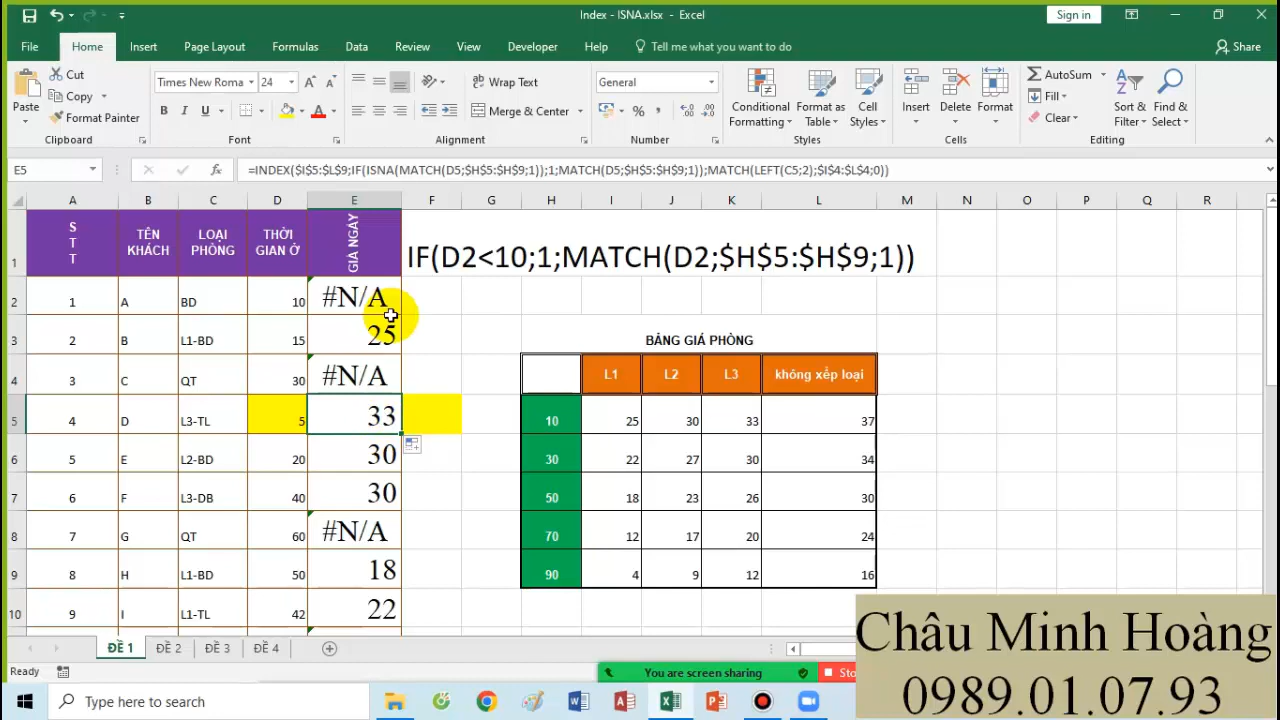 Index - ISNA.xlsx - Excel
Sign in
File Home Insert Page Layout Formulas Data Review View Developer Help Tell me what you want to do Share
Paste
Cut
Copy
Format Painter
Clipboard
Times New Roma 24
B I U
Font
Wrap Text
Merge & Center
Alignment
General
Number
Conditional Formatting
Format as Table
Cell Styles
Styles
Insert Delete Format
Cells
AutoSum
Fill
Clear
Sort & Filter
Find & Select
Editing
E5
=INDEX($I$5:$L$9;IF(ISNA(MATCH(D5;$H$5:$H$9;1));1;MATCH(D5;$H$5:$H$9;1));MATCH(LEFT(C5;2);$I$4:$L$4;0))
A B C D E F G H I J K L M N O P Q R
1 STT TÊN KHÁCH LOẠI PHÒNG THỜI GIAN Ở GIÁ NGÀY IF(D2<10;1;MATCH(D2;$H$5:$H$9;1))
2 1 A BD 10 #N/A
3 2 B L1-BD 15 25 BẢNG GIÁ PHÒNG
4 3 C QT 30 #N/A L1 L2 L3 không xếp loại
5 4 D L3-TL 5 33 10 25 30 33 37
6 5 E L2-BD 20 30 30 22 27 30 34
7 6 F L3-DB 40 30 50 18 23 26 30
8 7 G QT 60 #N/A 70 12 17 20 24
9 8 H L1-BD 50 18 90 4 9 12 16
10 9 I L1-TL 42 22
ĐỀ 1 ĐỀ 2 ĐỀ 3 ĐỀ 4
Ready
You are screen sharing
Sto
Type here to search
Châu Minh Hoàng
0989.01.07.93